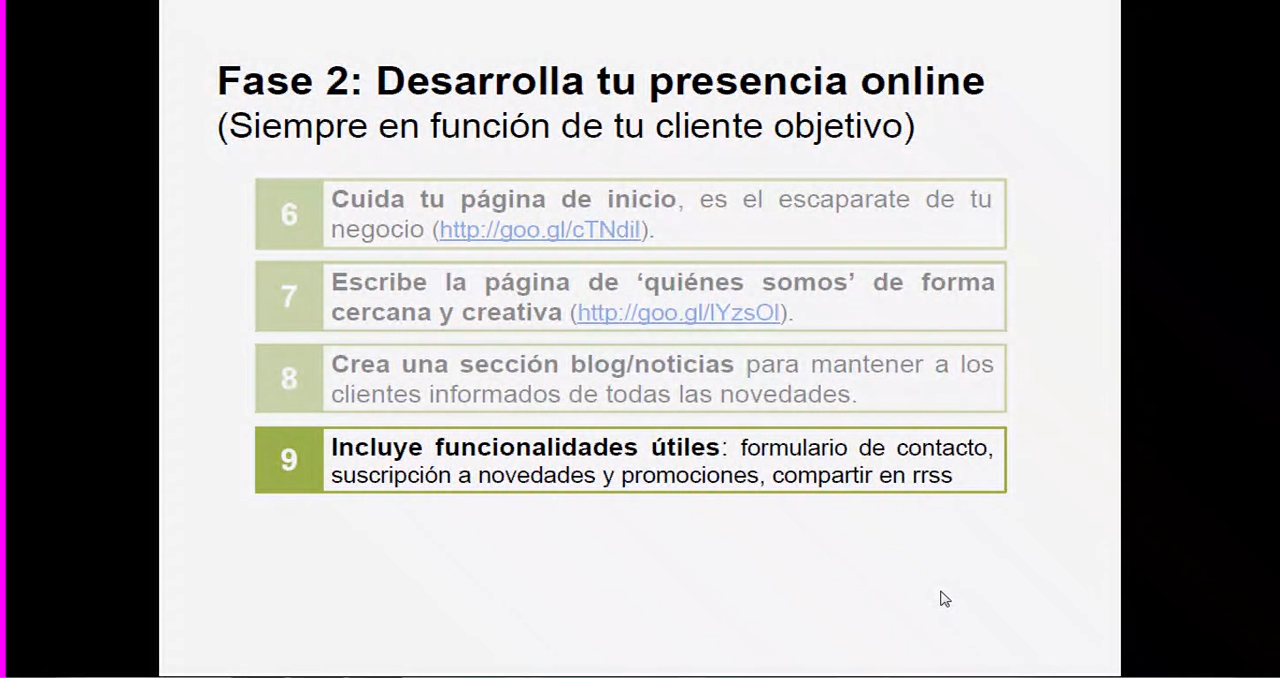 Fase 2: Desarrolla tu presencia online
(Siempre en función de tu cliente objetivo)
6
Cuida tu página de inicio, es el escaparate de tu
negocio (http://goo.gl/cTNdil).
7
Escribe la página de ‘quiénes somos’ de forma
cercana y creativa (http://goo.gl/lYzsOl).
8
Crea una sección blog/noticias para mantener a los
clientes informados de todas las novedades.
9
Incluye funcionalidades útiles: formulario de contacto,
suscripción a novedades y promociones, compartir en rrss